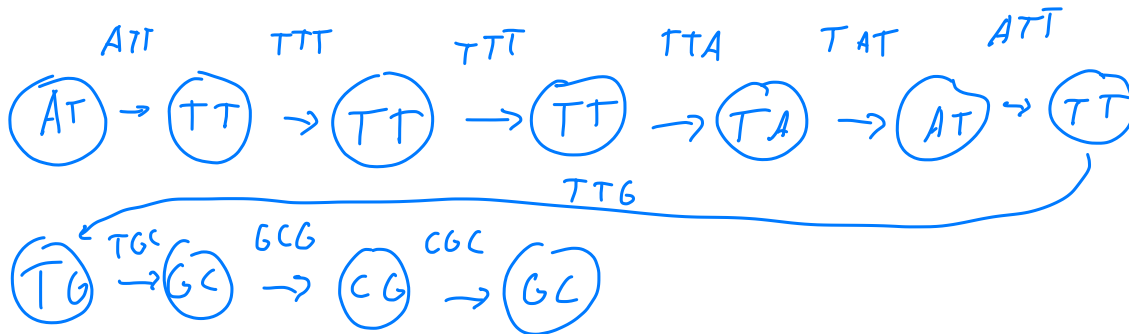 ATT TTT TTT TTA TAT ATT
AT → TT → TT → TT → TA → AT → TT
TTG
TGC GCG CGC
TG → GC → CG → GC